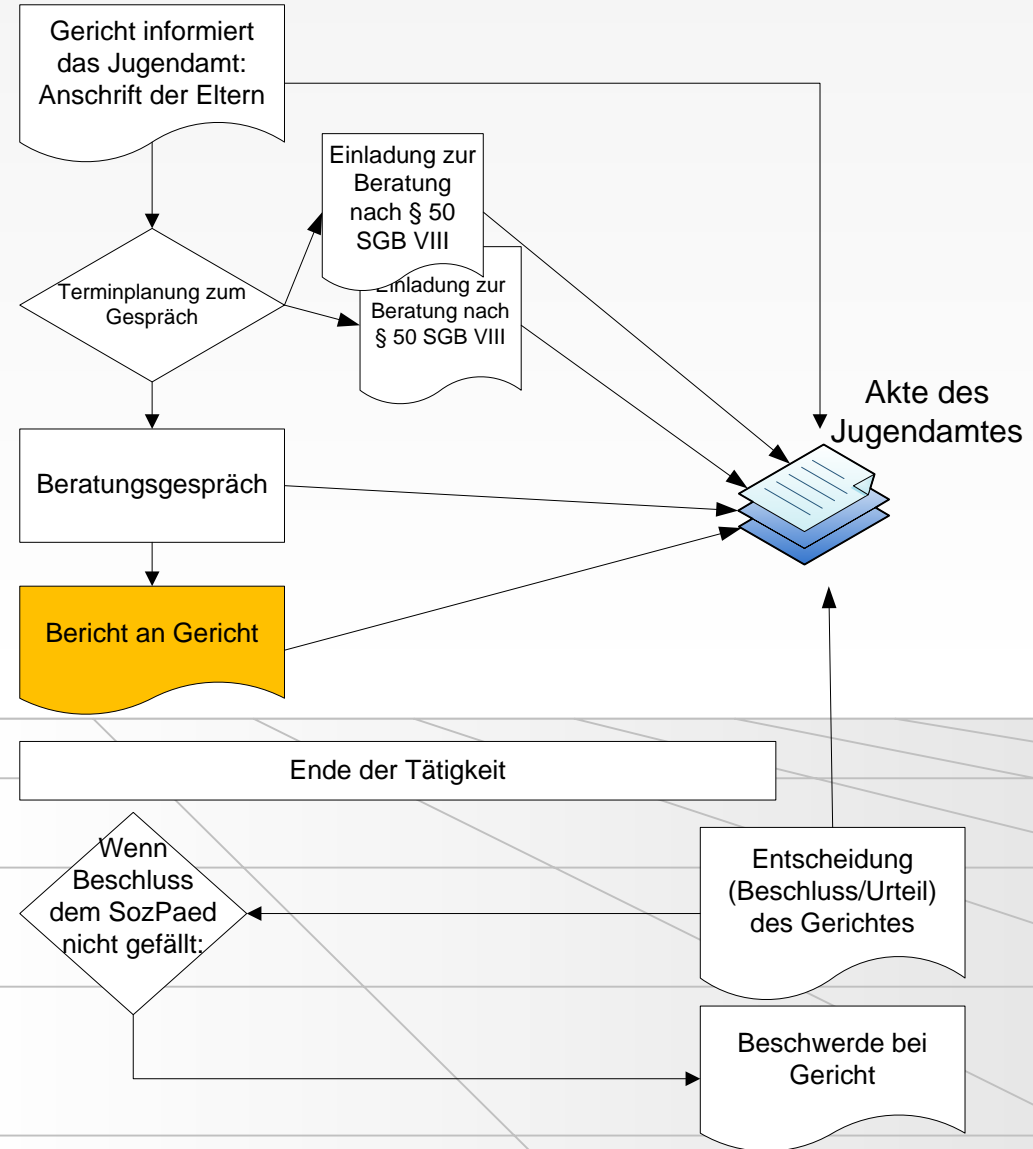 Gericht informiert
das Jugendamt:
Anschrift der Eltern
Einladung zur
Beratung
nach § 50
SGB VIII
Einladung zur
Beratung nach
§ 50 SGB VIII
Terminplanung zum
Gespräch
Akte des
Jugendamtes
Beratungsgespräch
Bericht an Gericht
Ende der Tätigkeit
Wenn
Beschluss
dem SozPaed
nicht gefällt:
Entscheidung
(Beschluss/Urteil)
des Gerichtes
Beschwerde bei
Gericht